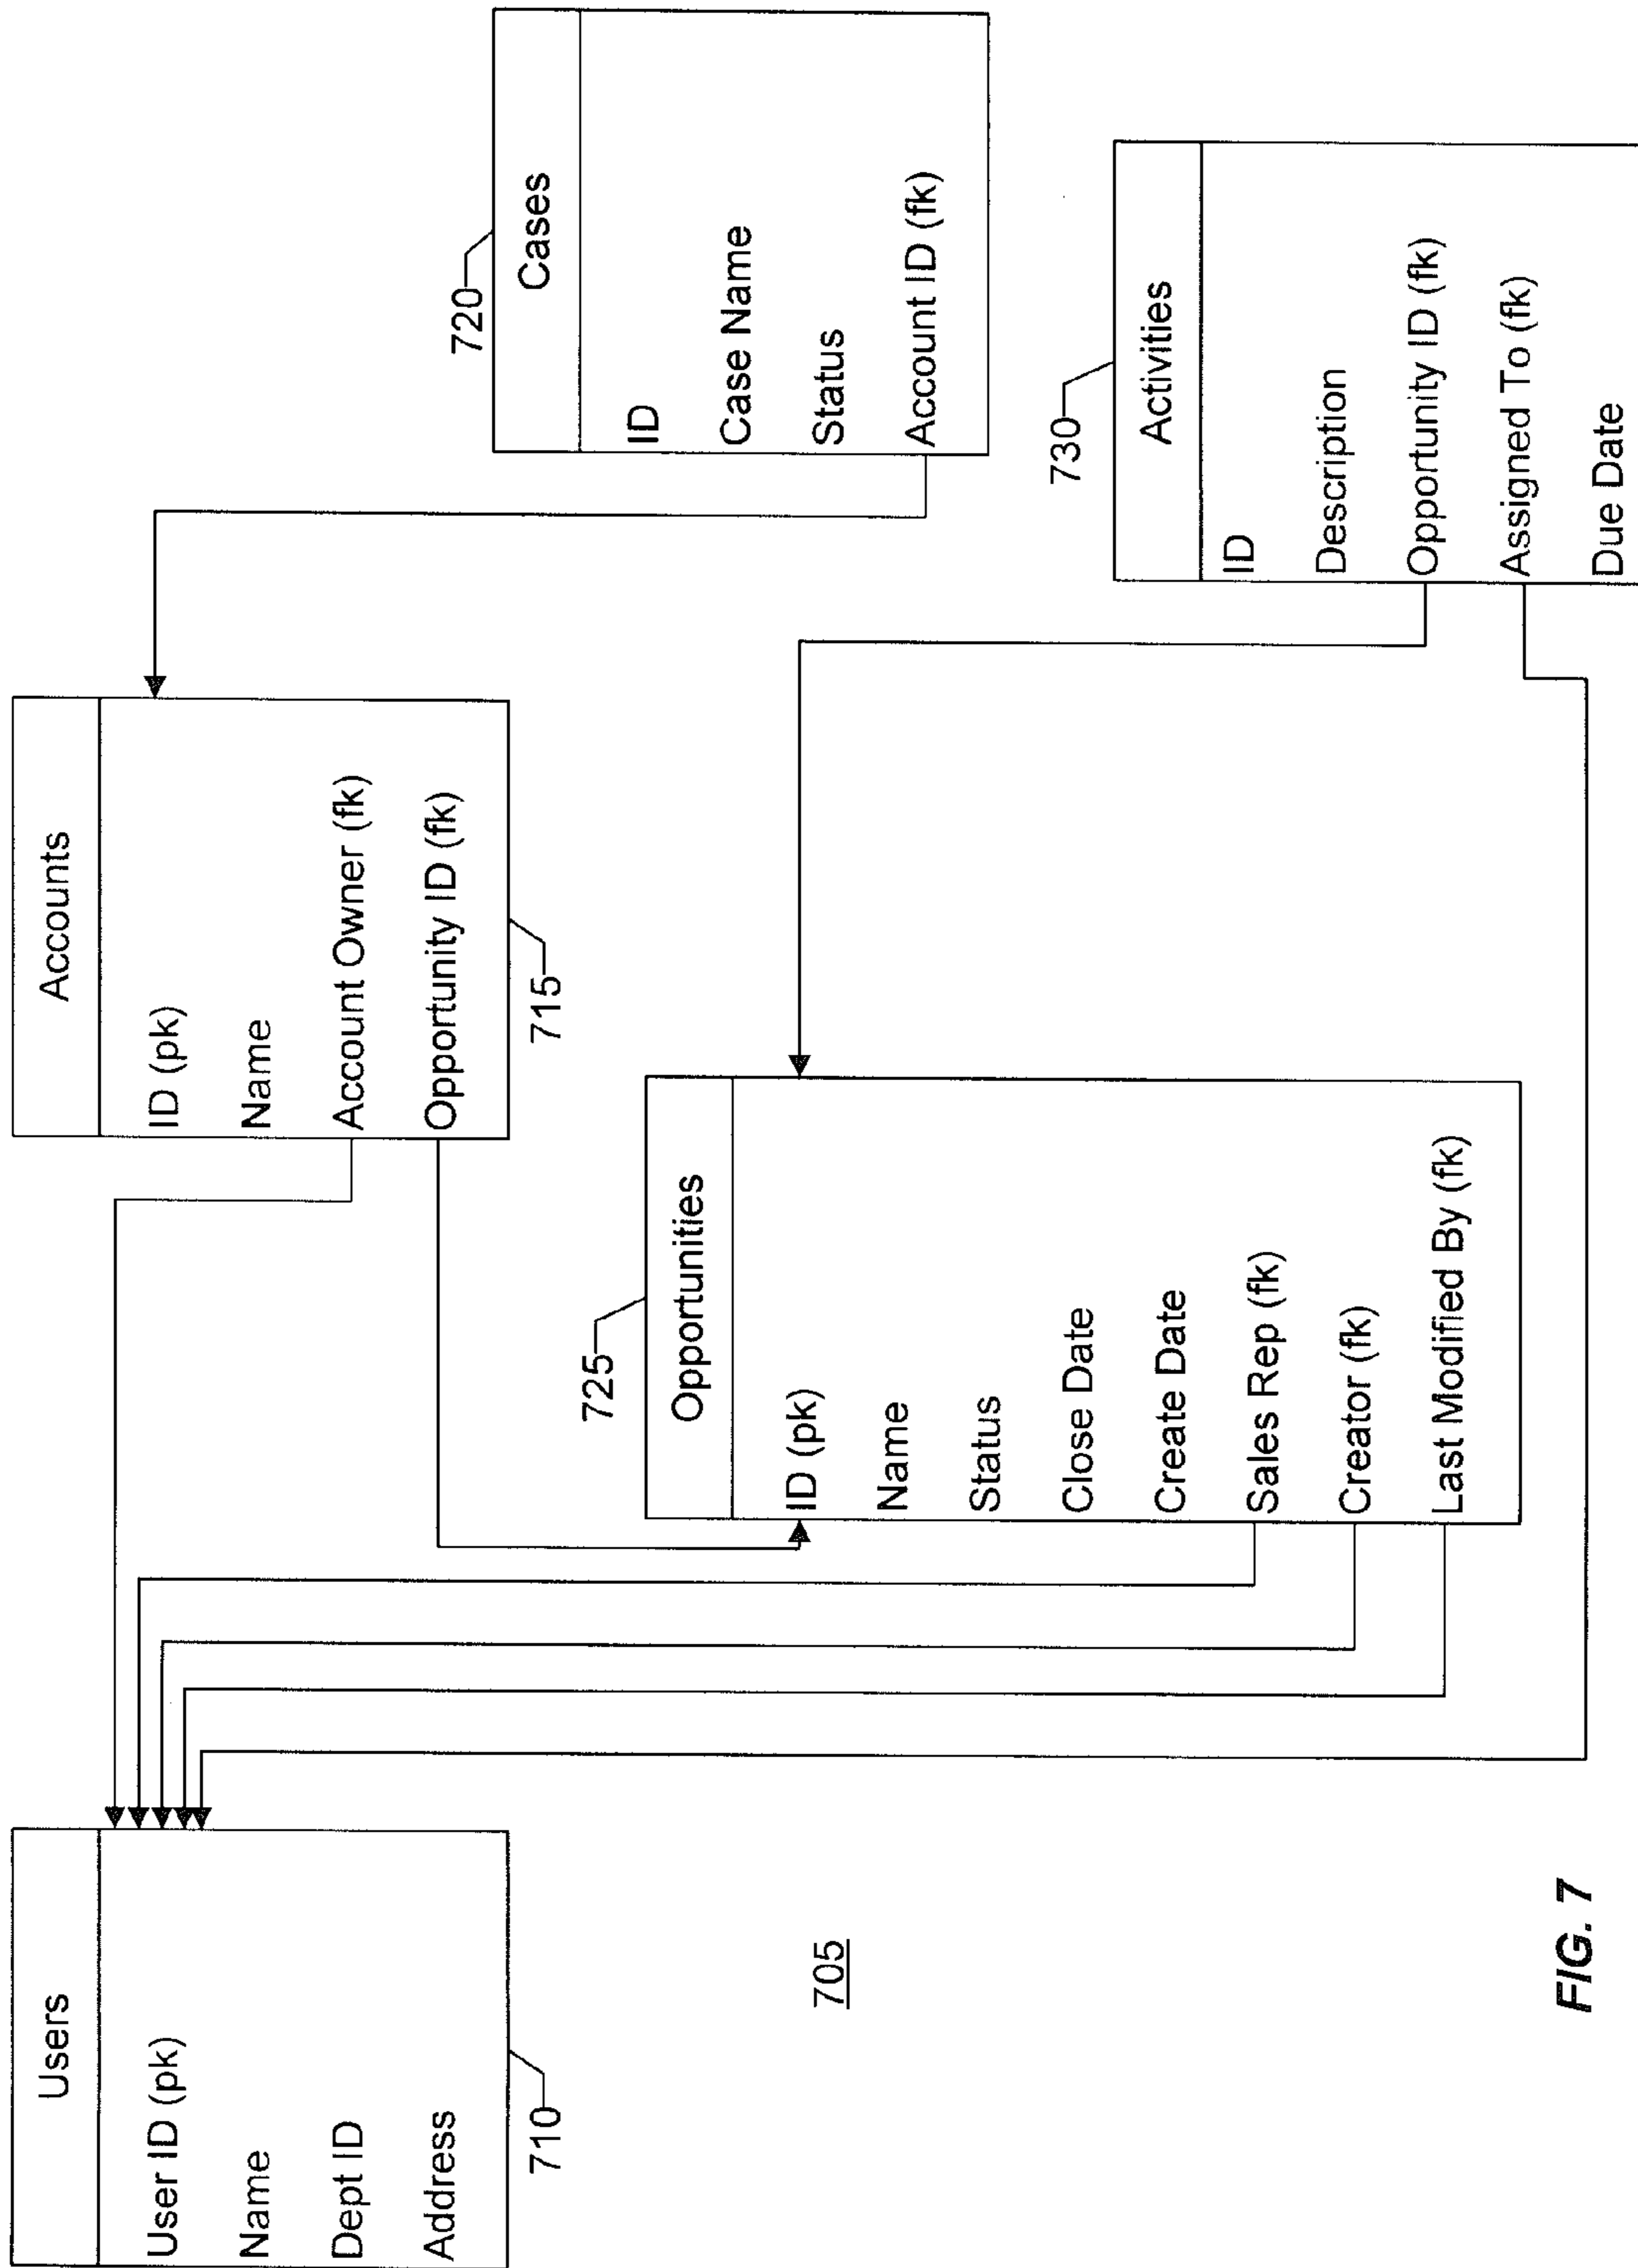 Users
User ID (pk)
Name
Dept ID
Address
710
Accounts
ID (pk)
Name
Account Owner (fk)
Opportunity ID (fk)
715
720
Cases
ID
Case Name
Status
Account ID (fk)
725
Opportunities
ID (pk)
Name
Status
Close Date
Create Date
Sales Rep (fk)
Creator (fk)
Last Modified By (fk)
730
Activities
ID
Description
Opportunity ID (fk)
Assigned To (fk)
Due Date
705
FIG. 7